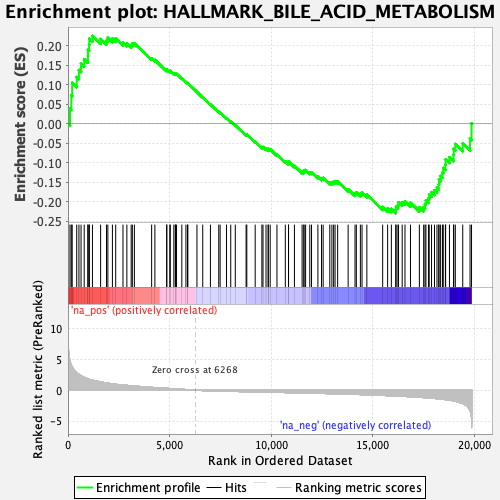 Enrichment plot: HALLMARK_BILE_ACID_METABOLISM
Enrichment score (ES)
0.20
0.15
0.10
0.05
0.00
-0.05
-0.10
-0.15
-0.20
-0.25
'na_pos' (positively correlated)
Ranked list metric (PreRanked)
10
5
0
-5
Zero cross at 6268
'na_neg' (negatively correlated)
0 5,000 10,000 15,000 20,000
Rank in Ordered Dataset
Enrichment profile Hits Ranking metric scores